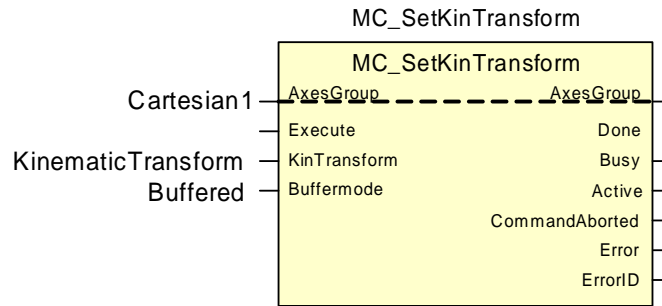 MC_SetKinTransform
MC_SetKinTransform
Cartesian1 AxesGroup AxesGroup
Execute Done
KinematicTransform KinTransform Busy
Buffered Buffermode Active
CommandAborted
Error
ErrorID